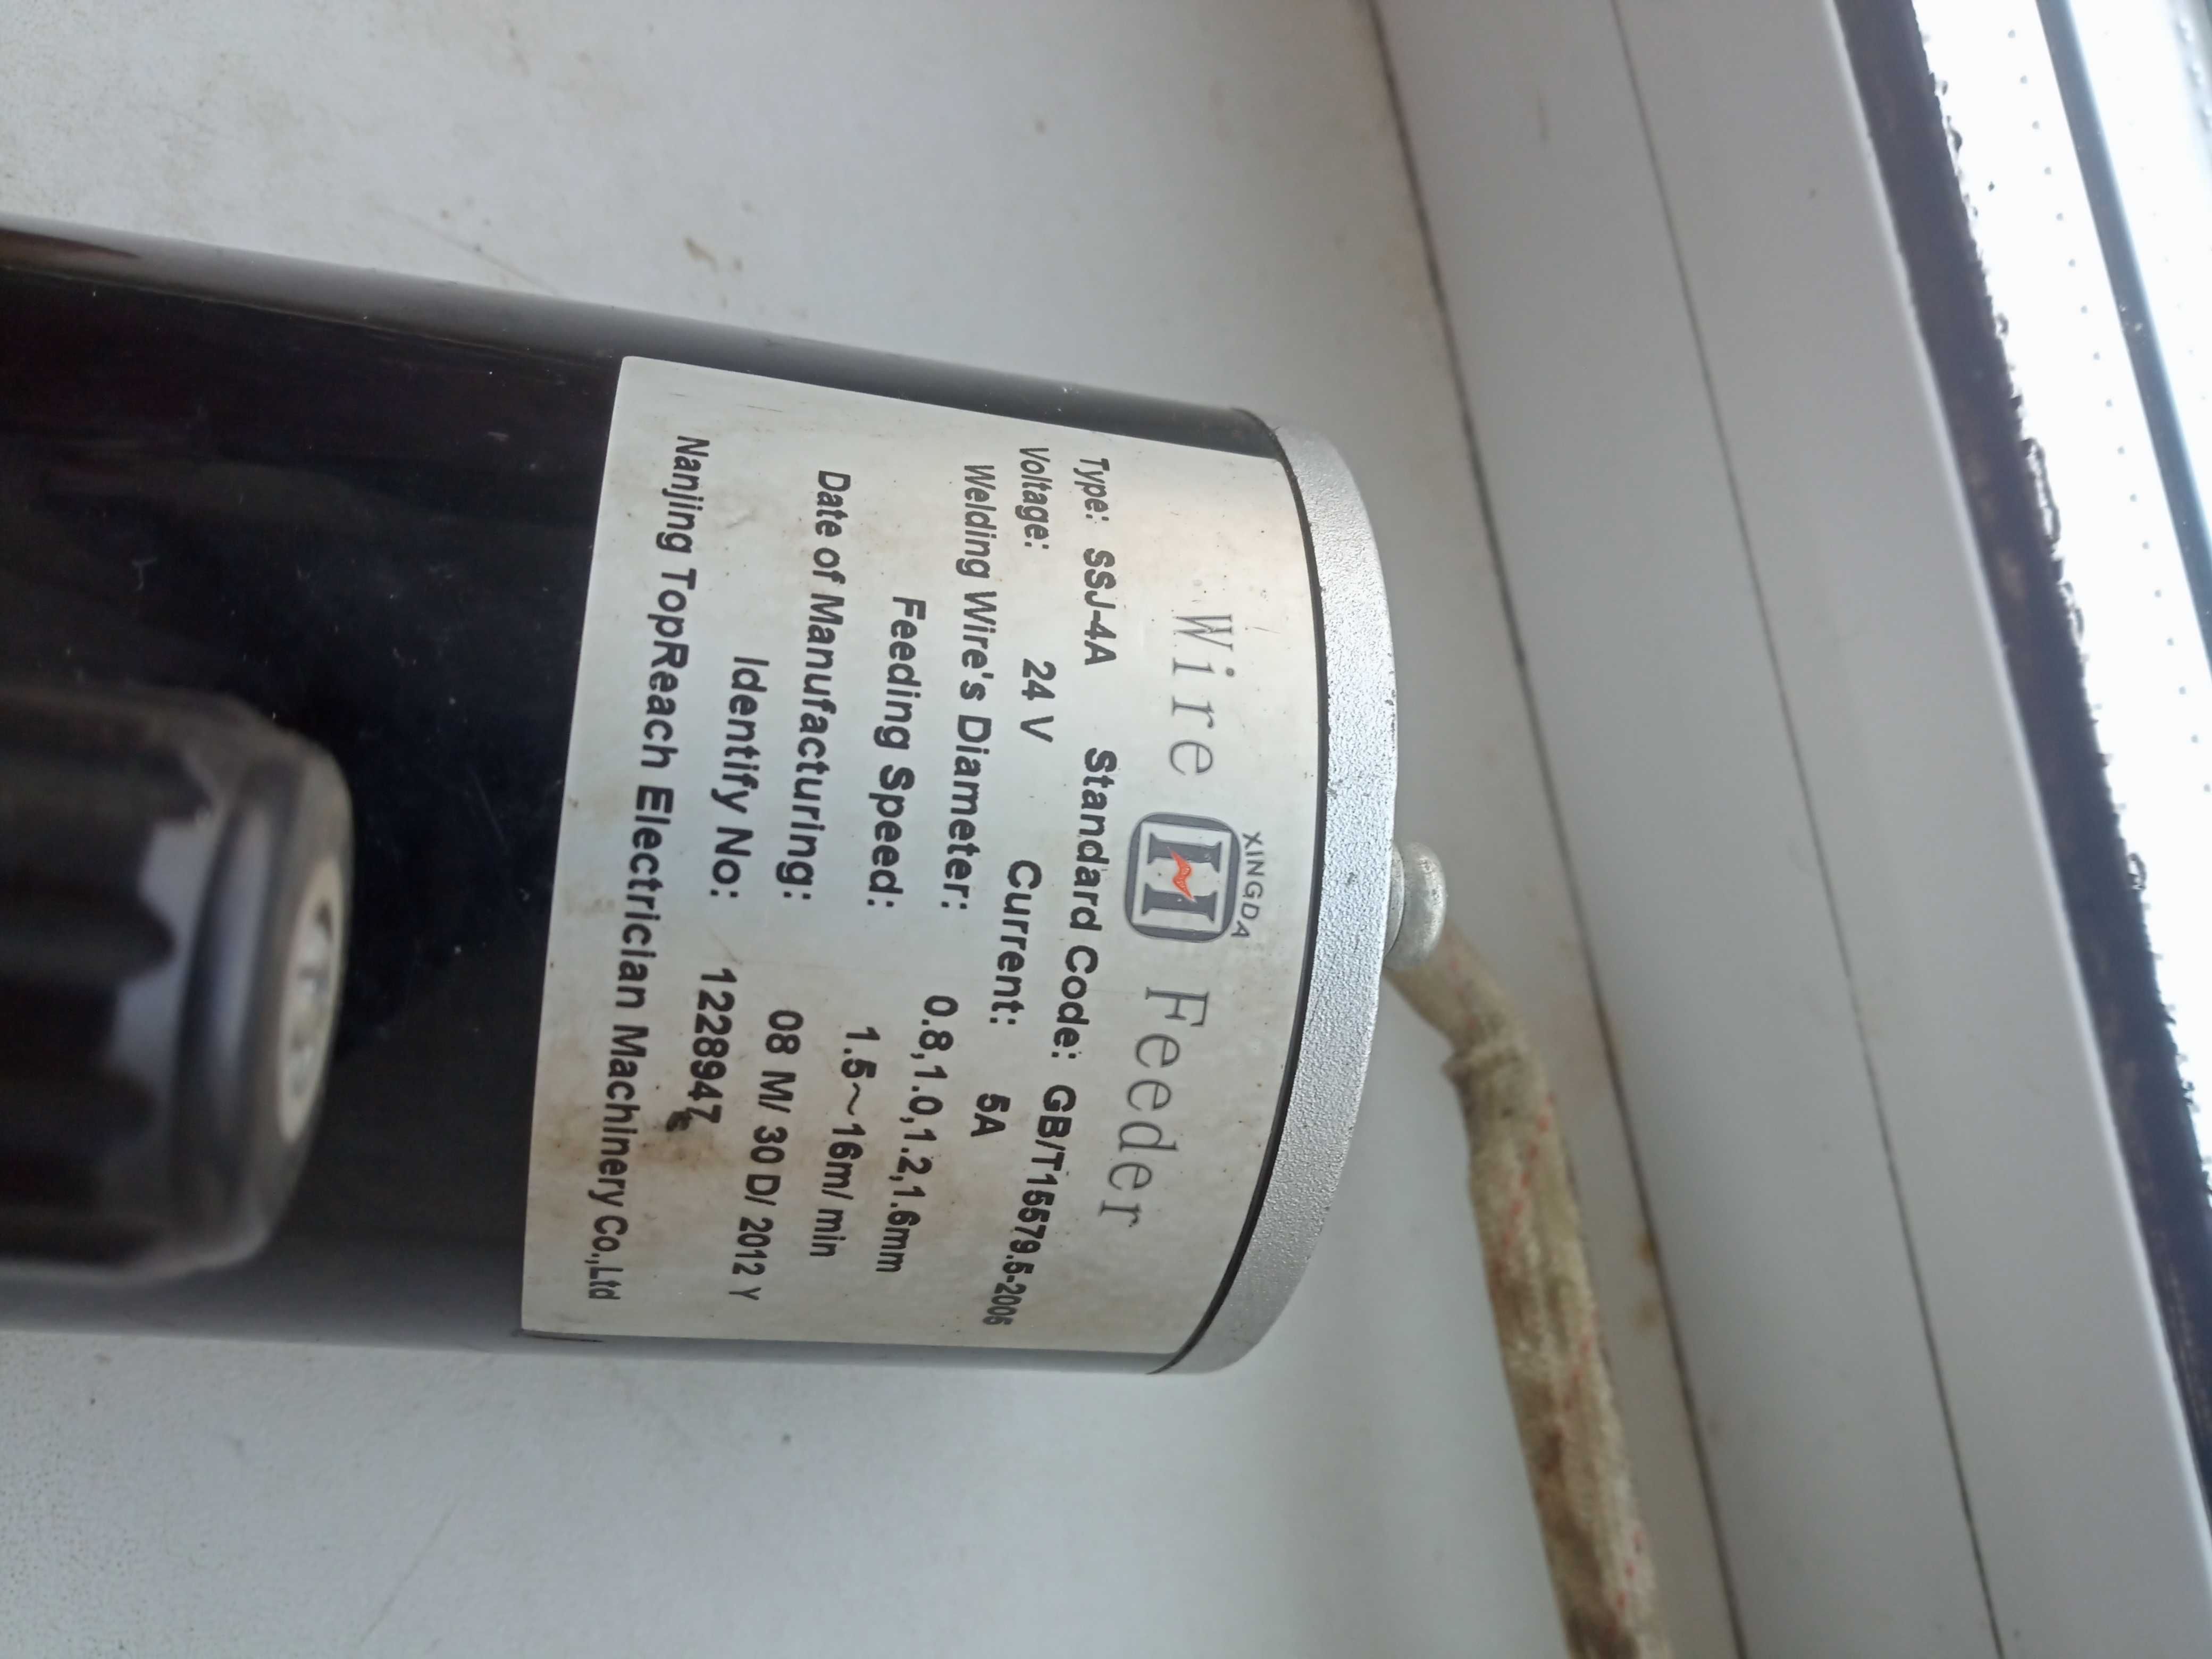 XINGDA
Wire Feeder
Type: SSJ-4A Standard Code: GB/T15579.5-2006
Voltage: 24 V Current: 5A
Welding Wire's Diameter: 0.8,1.0,1.2,1.6mm
Feeding Speed: 1.5~16m/ min
Date of Manufacturing: 08 M/ 30 D/ 2012 Y
Identify No: 1228947
Nanjing TopReach Electrician Machinery Co.,Ltd